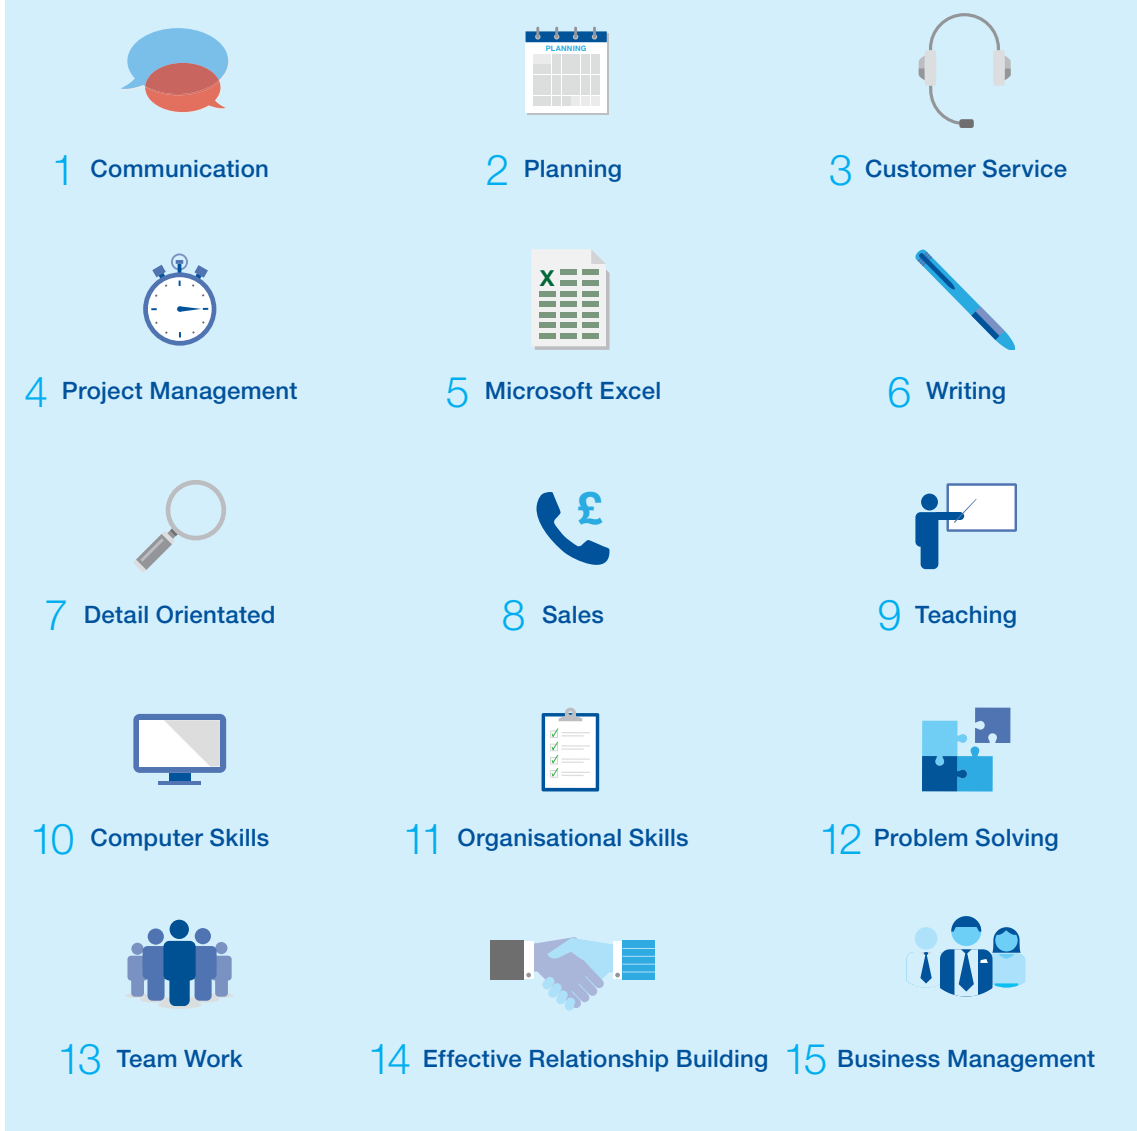 PLANNING
1 Communication
2 Planning
3 Customer Service
X
£
4 Project Management
5 Microsoft Excel
6 Writing
7 Detail Orientated
8 Sales
9 Teaching
10 Computer Skills
11 Organisational Skills
12 Problem Solving
13 Team Work
14 Effective Relationship Building
15 Business Management